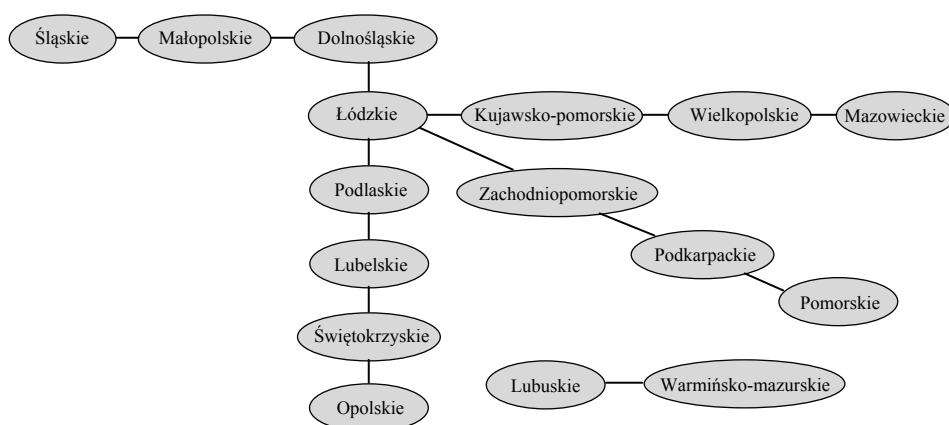 Śląskie
Małopolskie
Dolnośląskie
Łódzkie
Kujawsko-pomorskie
Wielkopolskie
Mazowieckie
Podlaskie
Zachodniopomorskie
Lubelskie
Podkarpackie
Pomorskie
Świętokrzyskie
Lubuskie
Warmińsko-mazurskie
Opolskie